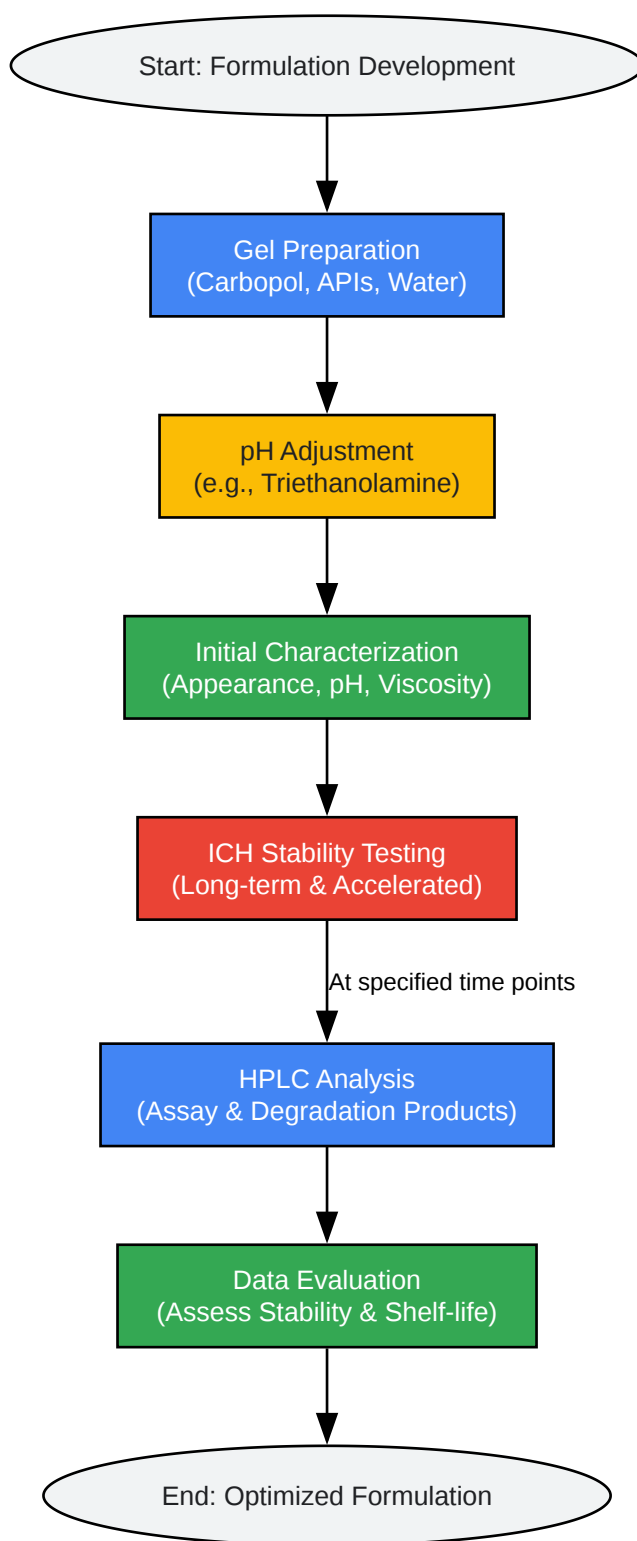 Start: Formulation Development
Gel Preparation
(Carbopol, APIs, Water)
pH Adjustment
(e.g., Triethanolamine)
Initial Characterization
(Appearance, pH, Viscosity)
ICH Stability Testing
(Long-term & Accelerated)
At specified time points
HPLC Analysis
(Assay & Degradation Products)
Data Evaluation
(Assess Stability & Shelf-life)
End: Optimized Formulation